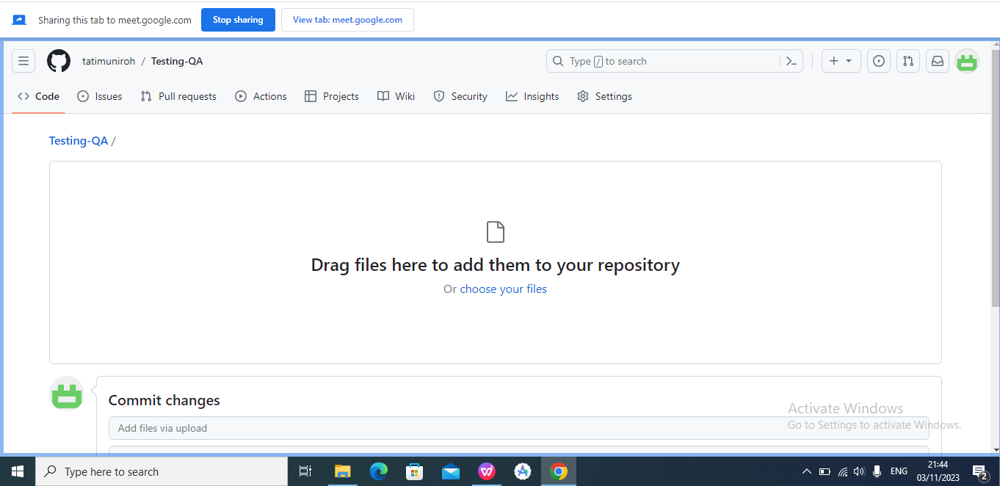 Sharing this tab to meet.google.com Stop sharing View tab: meet.google.com
tatimuniroh / Testing-QA Type / to search
Code Issues Pull requests Actions Projects Wiki Security Insights Settings
Testing-QA /
Drag files here to add them to your repository
Or choose your files
Commit changes
Add files via upload
Activate Windows
Go to Settings to activate Windows.
Type here to search ENG 21:44
03/11/2023 2